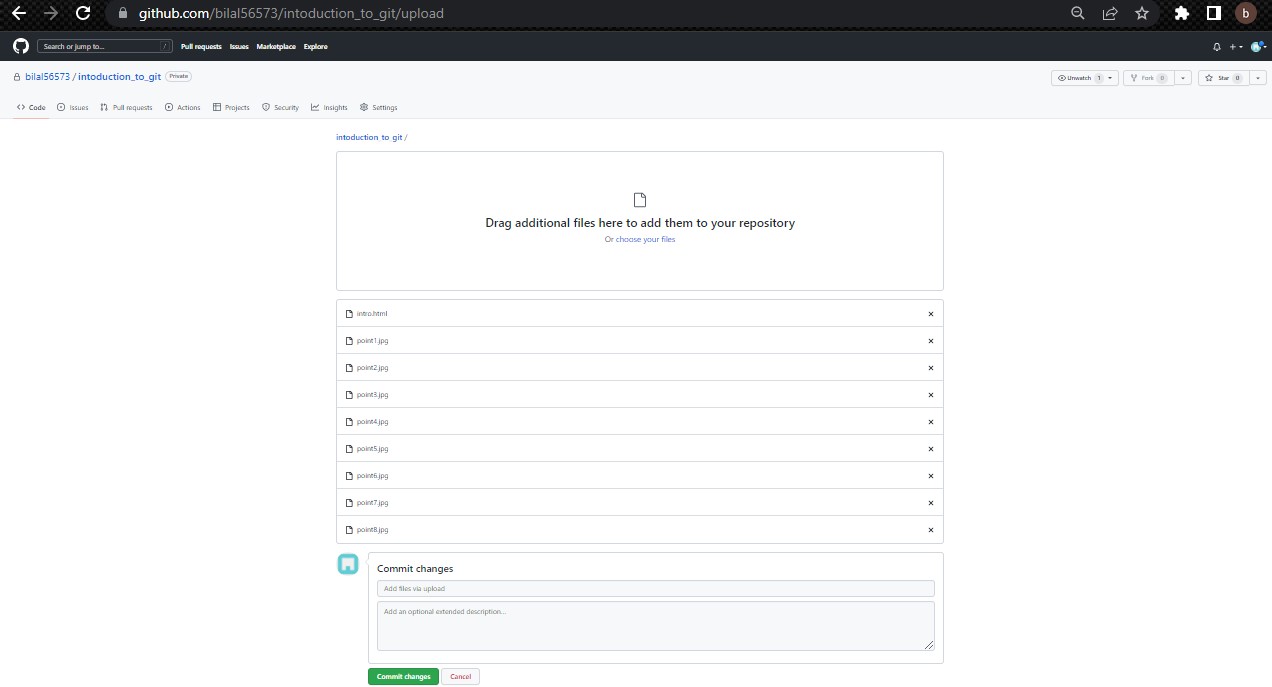 github.com/bilal56573/intoduction_to_git/upload
b
Search or jump to... / Pull requests Issues Marketplace Explore
bilal56573 / intoduction_to_git Private
Unwatch 1 Fork 0 Star 0
Code Issues Pull requests Actions Projects Security Insights Settings
intoduction_to_git /
Drag additional files here to add them to your repository
Or choose your files
intro.html
point1.jpg
point2.jpg
point3.jpg
point4.jpg
point5.jpg
point6.jpg
point7.jpg
point8.jpg
Commit changes
Add files via upload
Add an optional extended description...
Commit changes Cancel